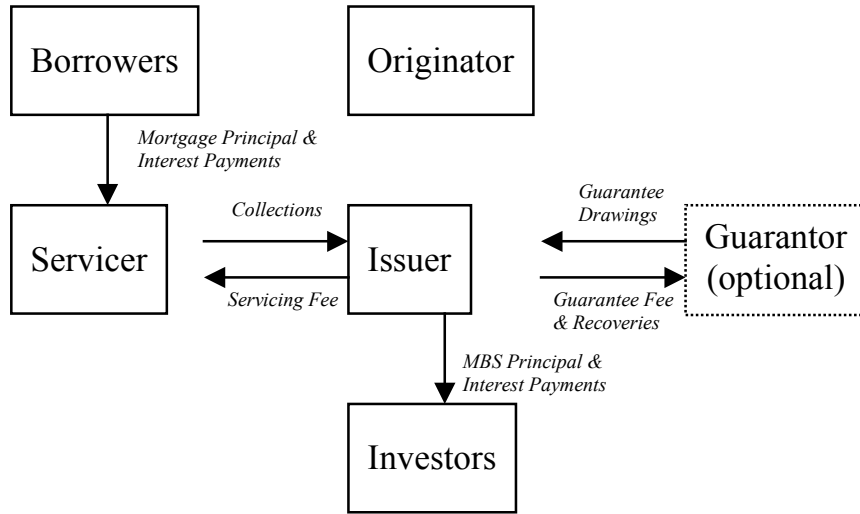 Borrowers
Originator
Mortgage Principal &
Interest Payments
Servicer
Collections
Servicing Fee
Issuer
Guarantee
Drawings
Guarantee Fee
& Recoveries
Guarantor
(optional)
MBS Principal &
Interest Payments
Investors